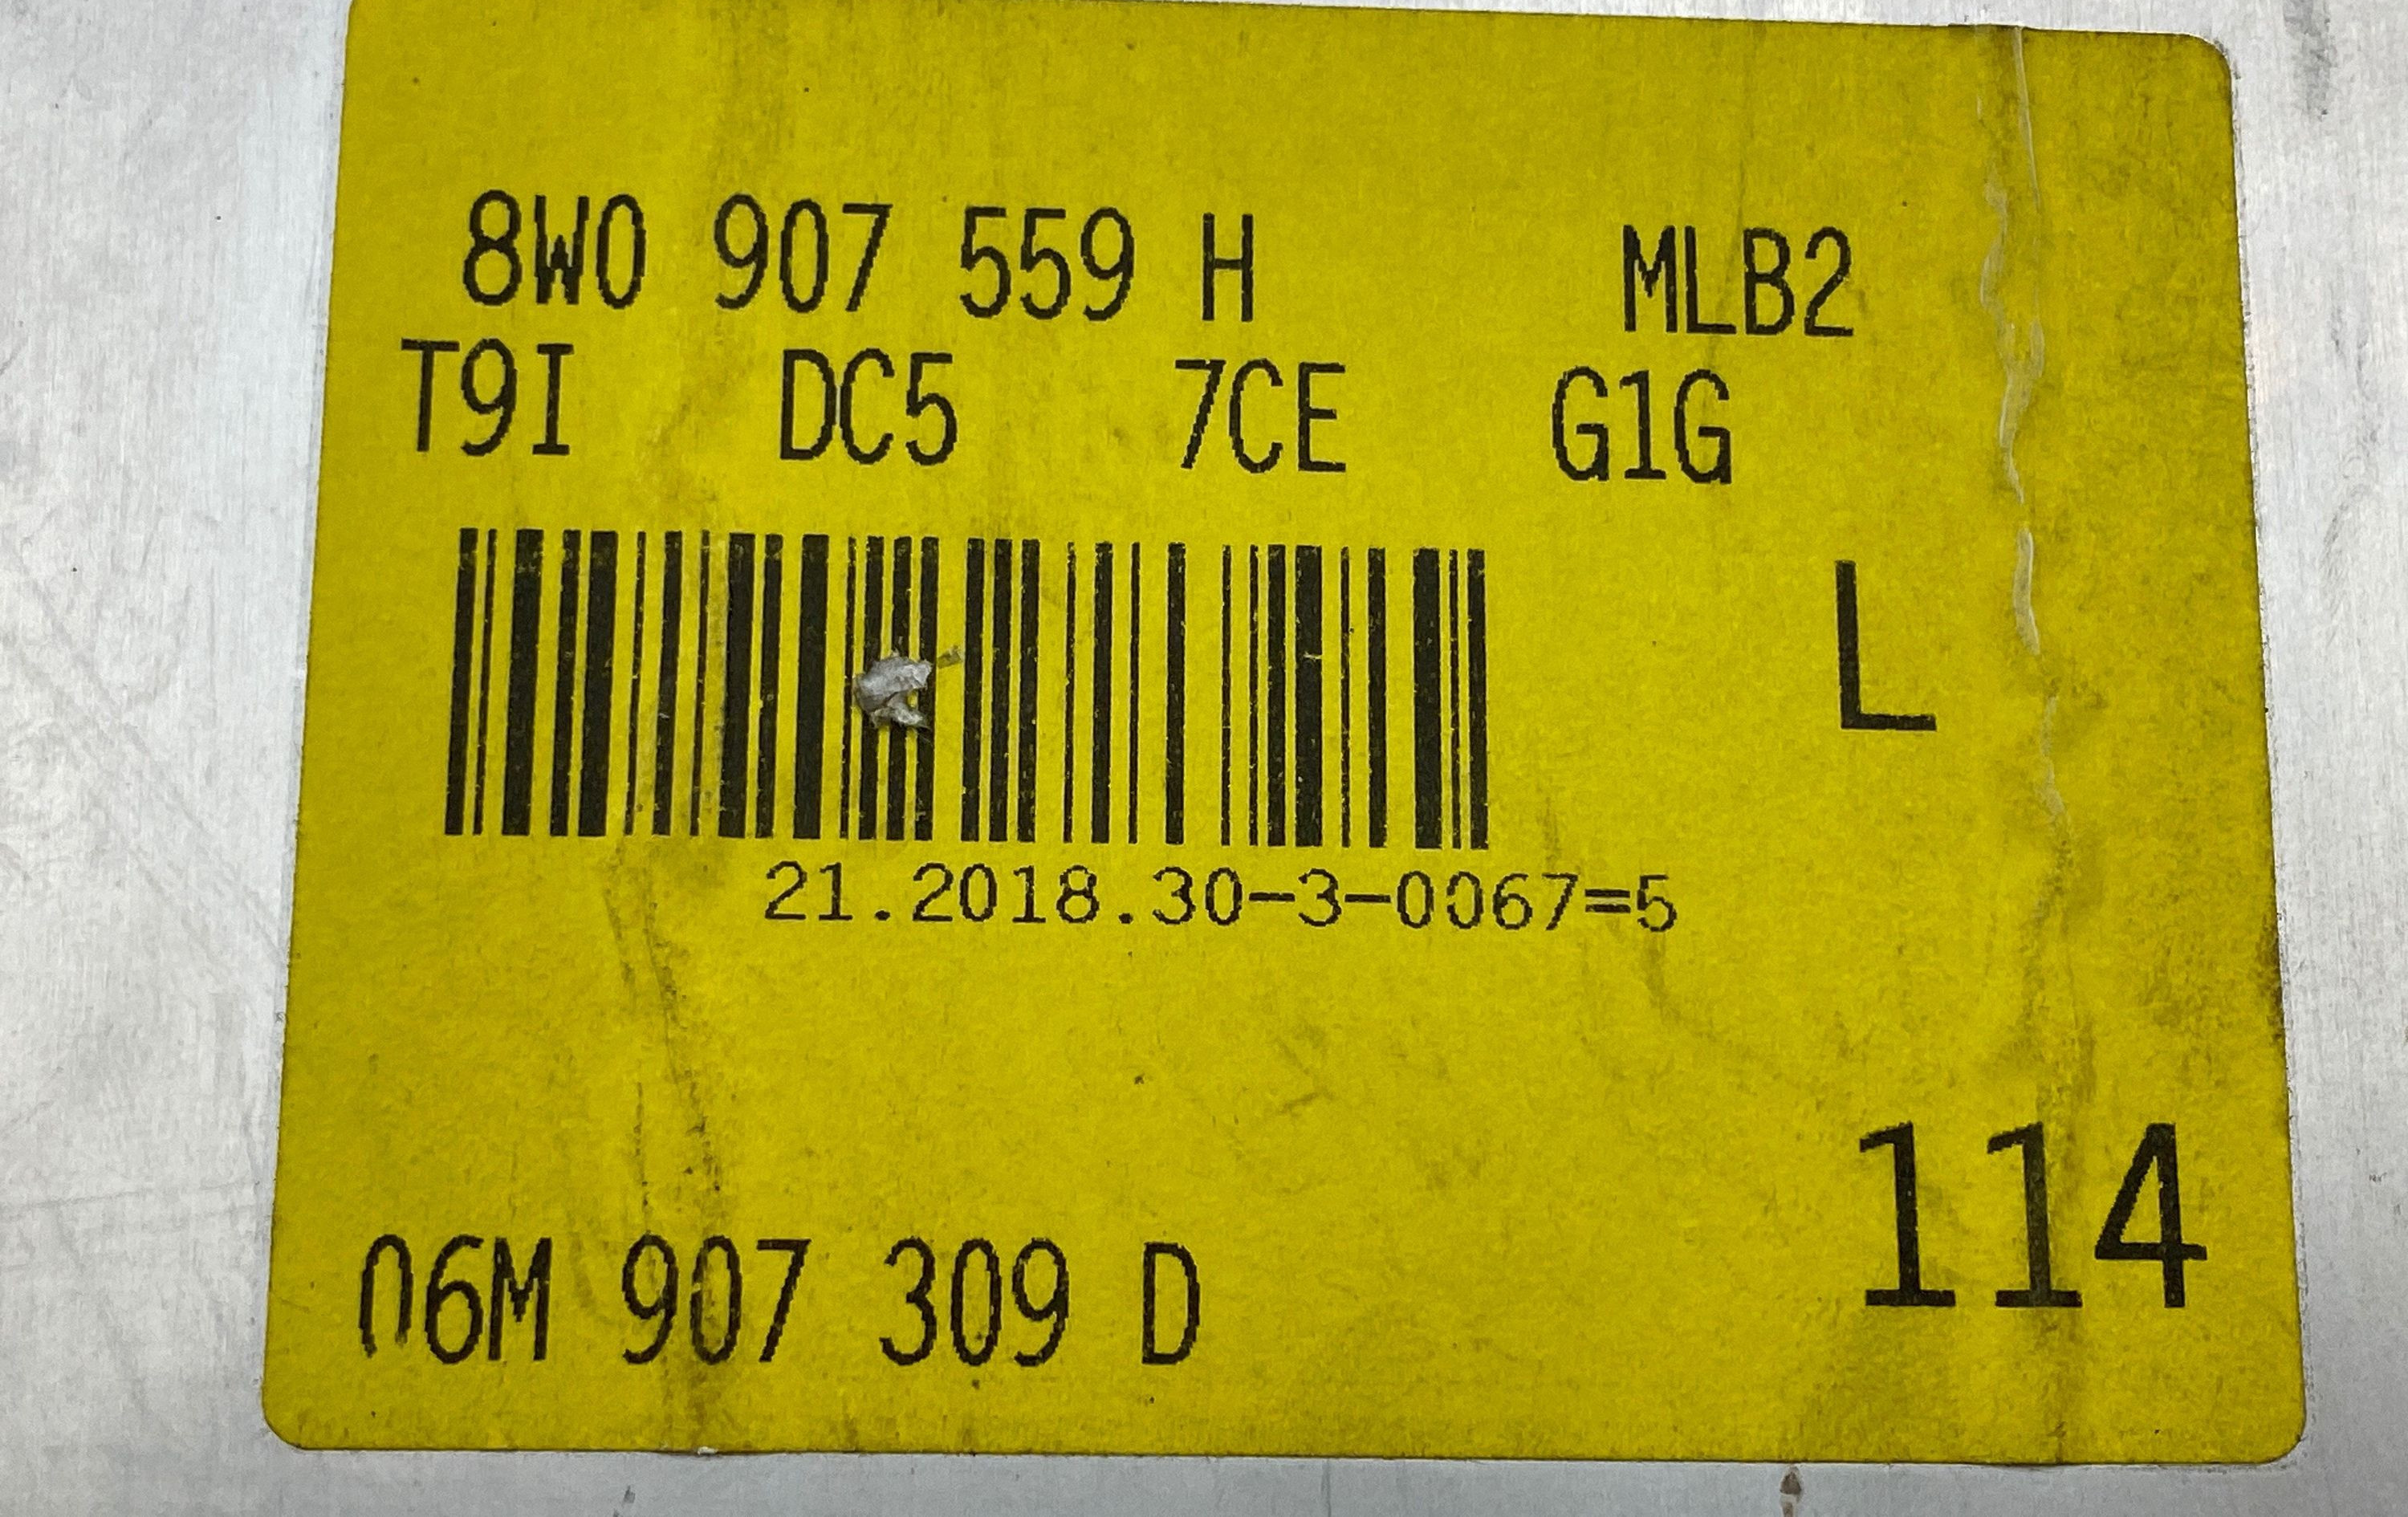 8W0 907 559 H MLB2
T9I DC5 7CE G1G
L
21.2018.30-3-0067=5
114
06M 907 309 D